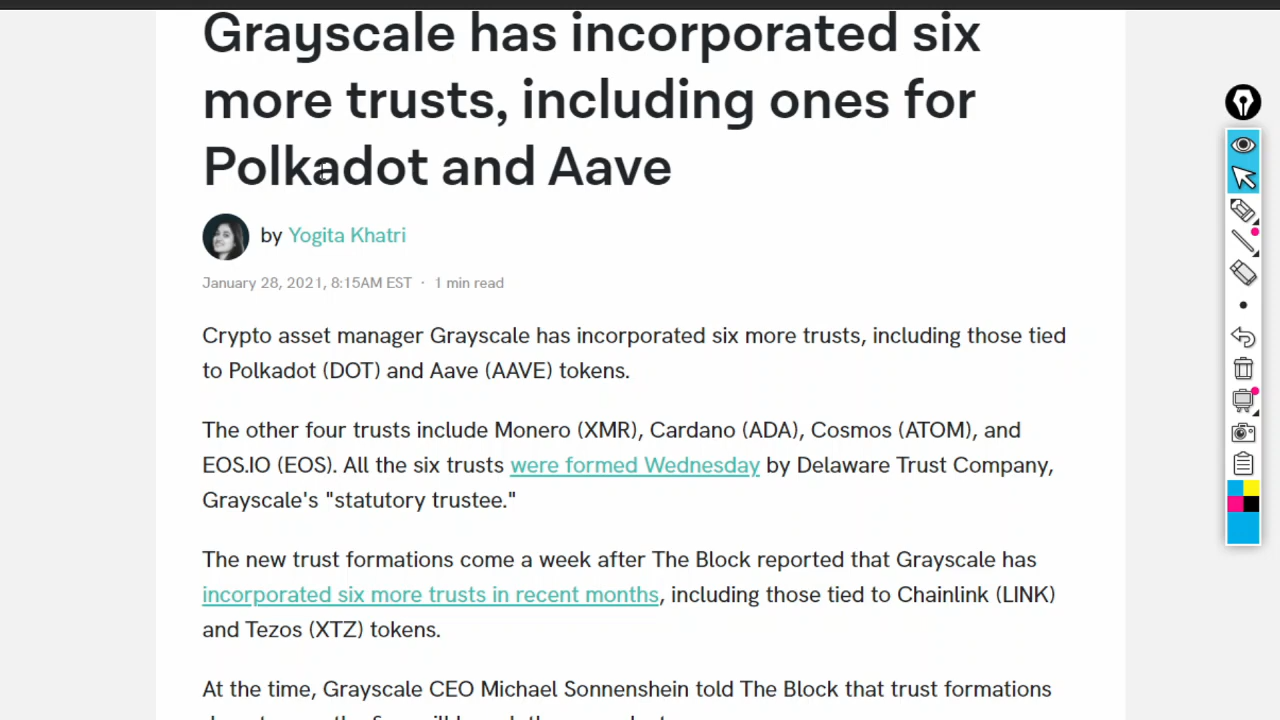 Grayscale has incorporated six
more trusts, including ones for
Polkadot and Aave
by Yogita Khatri
January 28, 2021, 8:15AM EST · 1 min read
Crypto asset manager Grayscale has incorporated six more trusts, including those tied
to Polkadot (DOT) and Aave (AAVE) tokens.
The other four trusts include Monero (XMR), Cardano (ADA), Cosmos (ATOM), and
EOS.IO (EOS). All the six trusts were formed Wednesday by Delaware Trust Company,
Grayscale's "statutory trustee."
The new trust formations come a week after The Block reported that Grayscale has
incorporated six more trusts in recent months, including those tied to Chainlink (LINK)
and Tezos (XTZ) tokens.
At the time, Grayscale CEO Michael Sonnenshein told The Block that trust formations